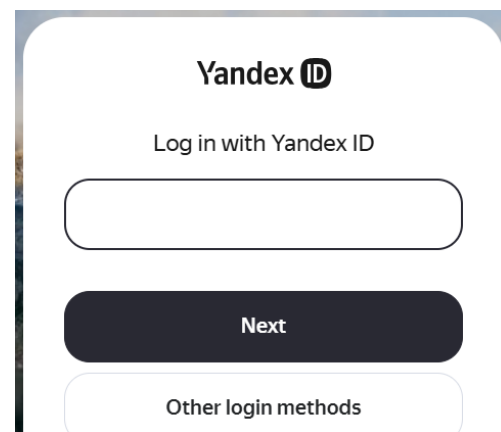 Yandex ID
Log in with Yandex ID
Next
Other login methods